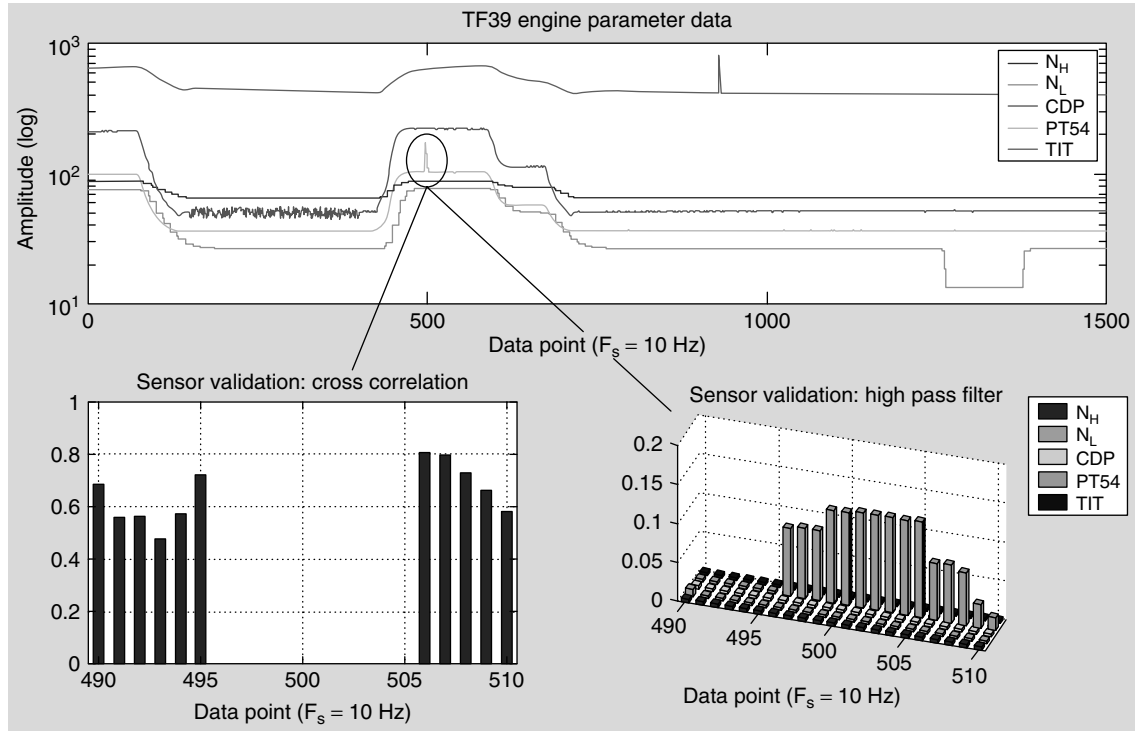 TF39 engine parameter data
10³
10²
10¹
Amplitude (log)
N_H
N_L
CDP
PT54
TIT
0 500 1000 1500
Data point (F_s = 10 Hz)
Sensor validation: cross correlation
1
0.8
0.6
0.4
0.2
0
490 495 500 505 510
Data point (F_s = 10 Hz)
Sensor validation: high pass filter
N_H
N_L
CDP
PT54
TIT
0.2
0.15
0.1
0.05
0
490
495
500
505
510
Data point (F_s = 10 Hz)